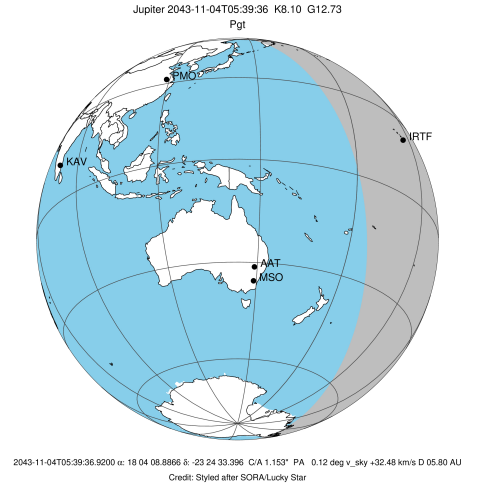 Jupiter 2043-11-04T05:39:36 K8.10 G12.73
Pgt
PMO
IRTF
KAV
AAT
MSO
2043-11-04T05:39:36.9200 α: 18 04 08.8866 δ: -23 24 33.396 C/A 1.153" PA 0.12 deg v_sky +32.48 km/s D 05.80 AU
Credit: Styled after SORA/Lucky Star